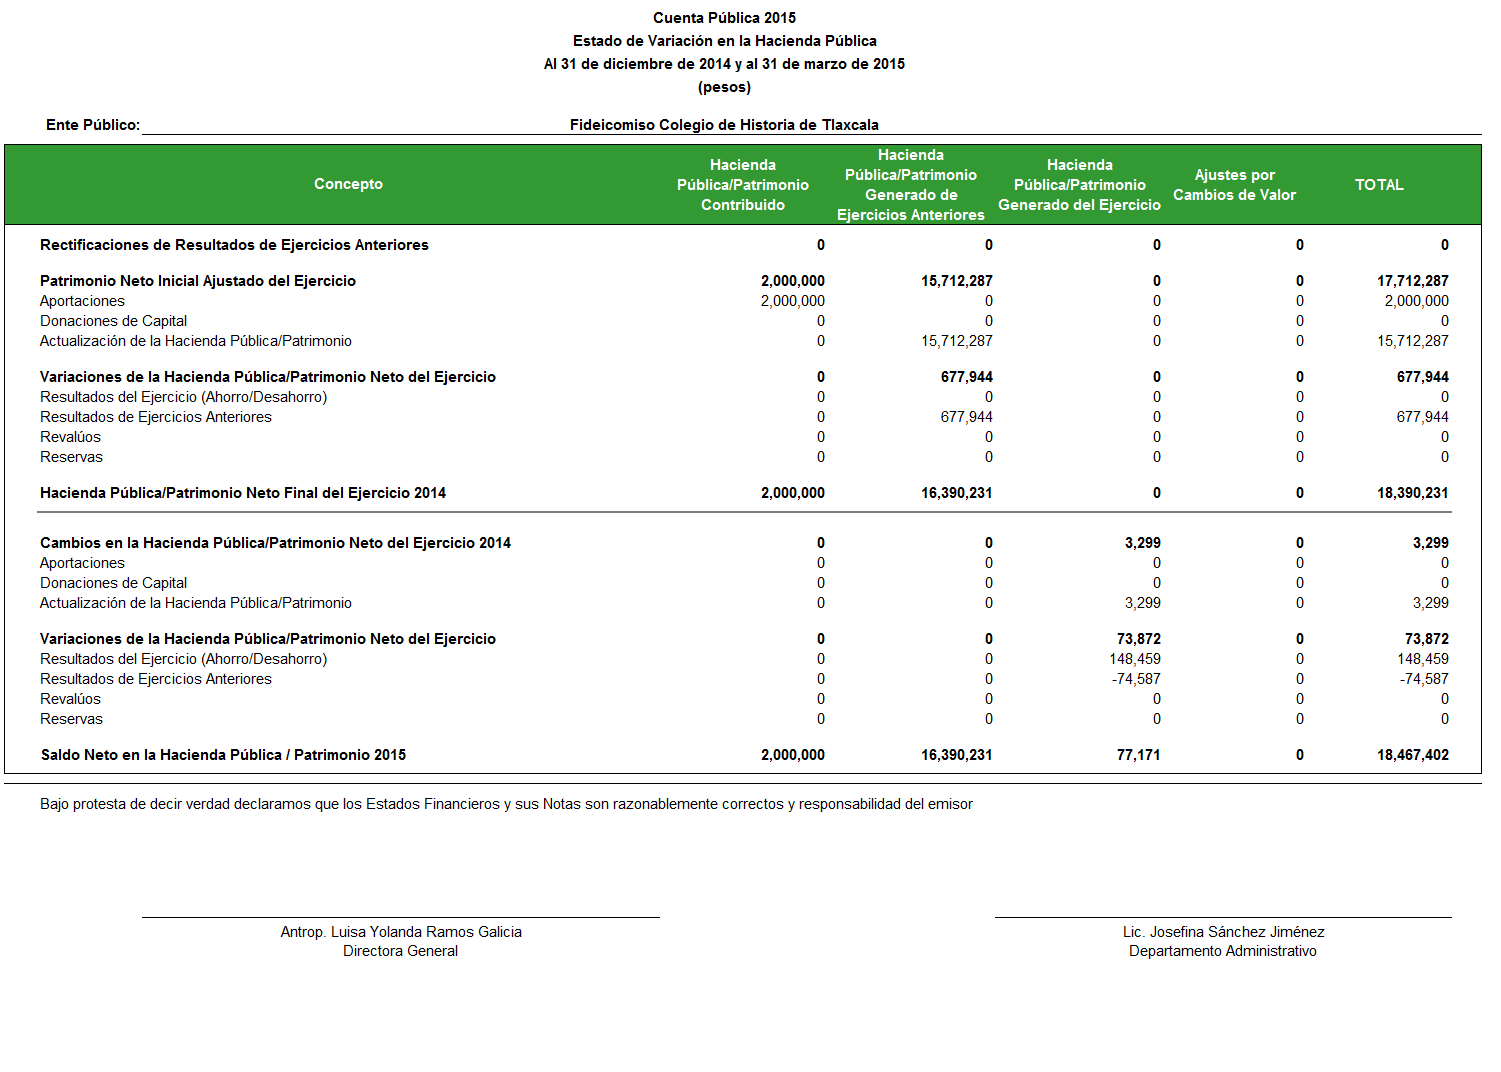 Cuenta Pública 2015
Estado de Variación en la Hacienda Pública
Al 31 de diciembre de 2014 y al 31 de marzo de 2015
(pesos)
Ente Público: Fideicomiso Colegio de Historia de Tlaxcala
Concepto
Hacienda
Pública/Patrimonio
Contribuido
Hacienda
Pública/Patrimonio
Generado de
Ejercicios Anteriores
Hacienda
Pública/Patrimonio
Generado del Ejercicio
Ajustes por
Cambios de Valor
TOTAL
Rectificaciones de Resultados de Ejercicios Anteriores 0 0 0 0 0
Patrimonio Neto Inicial Ajustado del Ejercicio 2,000,000 15,712,287 0 0 17,712,287
Aportaciones 2,000,000 0 0 0 2,000,000
Donaciones de Capital 0 0 0 0 0
Actualización de la Hacienda Pública/Patrimonio 0 15,712,287 0 0 15,712,287
Variaciones de la Hacienda Pública/Patrimonio Neto del Ejercicio 0 677,944 0 0 677,944
Resultados del Ejercicio (Ahorro/Desahorro) 0 0 0 0 0
Resultados de Ejercicios Anteriores 0 677,944 0 0 677,944
Revalúos 0 0 0 0 0
Reservas 0 0 0 0 0
Hacienda Pública/Patrimonio Neto Final del Ejercicio 2014 2,000,000 16,390,231 0 0 18,390,231
Cambios en la Hacienda Pública/Patrimonio Neto del Ejercicio 2014 0 0 3,299 0 3,299
Aportaciones 0 0 0 0 0
Donaciones de Capital 0 0 0 0 0
Actualización de la Hacienda Pública/Patrimonio 0 0 3,299 0 3,299
Variaciones de la Hacienda Pública/Patrimonio Neto del Ejercicio 0 0 73,872 0 73,872
Resultados del Ejercicio (Ahorro/Desahorro) 0 0 148,459 0 148,459
Resultados de Ejercicios Anteriores 0 0 -74,587 0 -74,587
Revalúos 0 0 0 0 0
Reservas 0 0 0 0 0
Saldo Neto en la Hacienda Pública / Patrimonio 2015 2,000,000 16,390,231 77,171 0 18,467,402
Bajo protesta de decir verdad declaramos que los Estados Financieros y sus Notas son razonablemente correctos y responsabilidad del emisor
Antrop. Luisa Yolanda Ramos Galicia
Directora General
Lic. Josefina Sánchez Jiménez
Departamento Administrativo